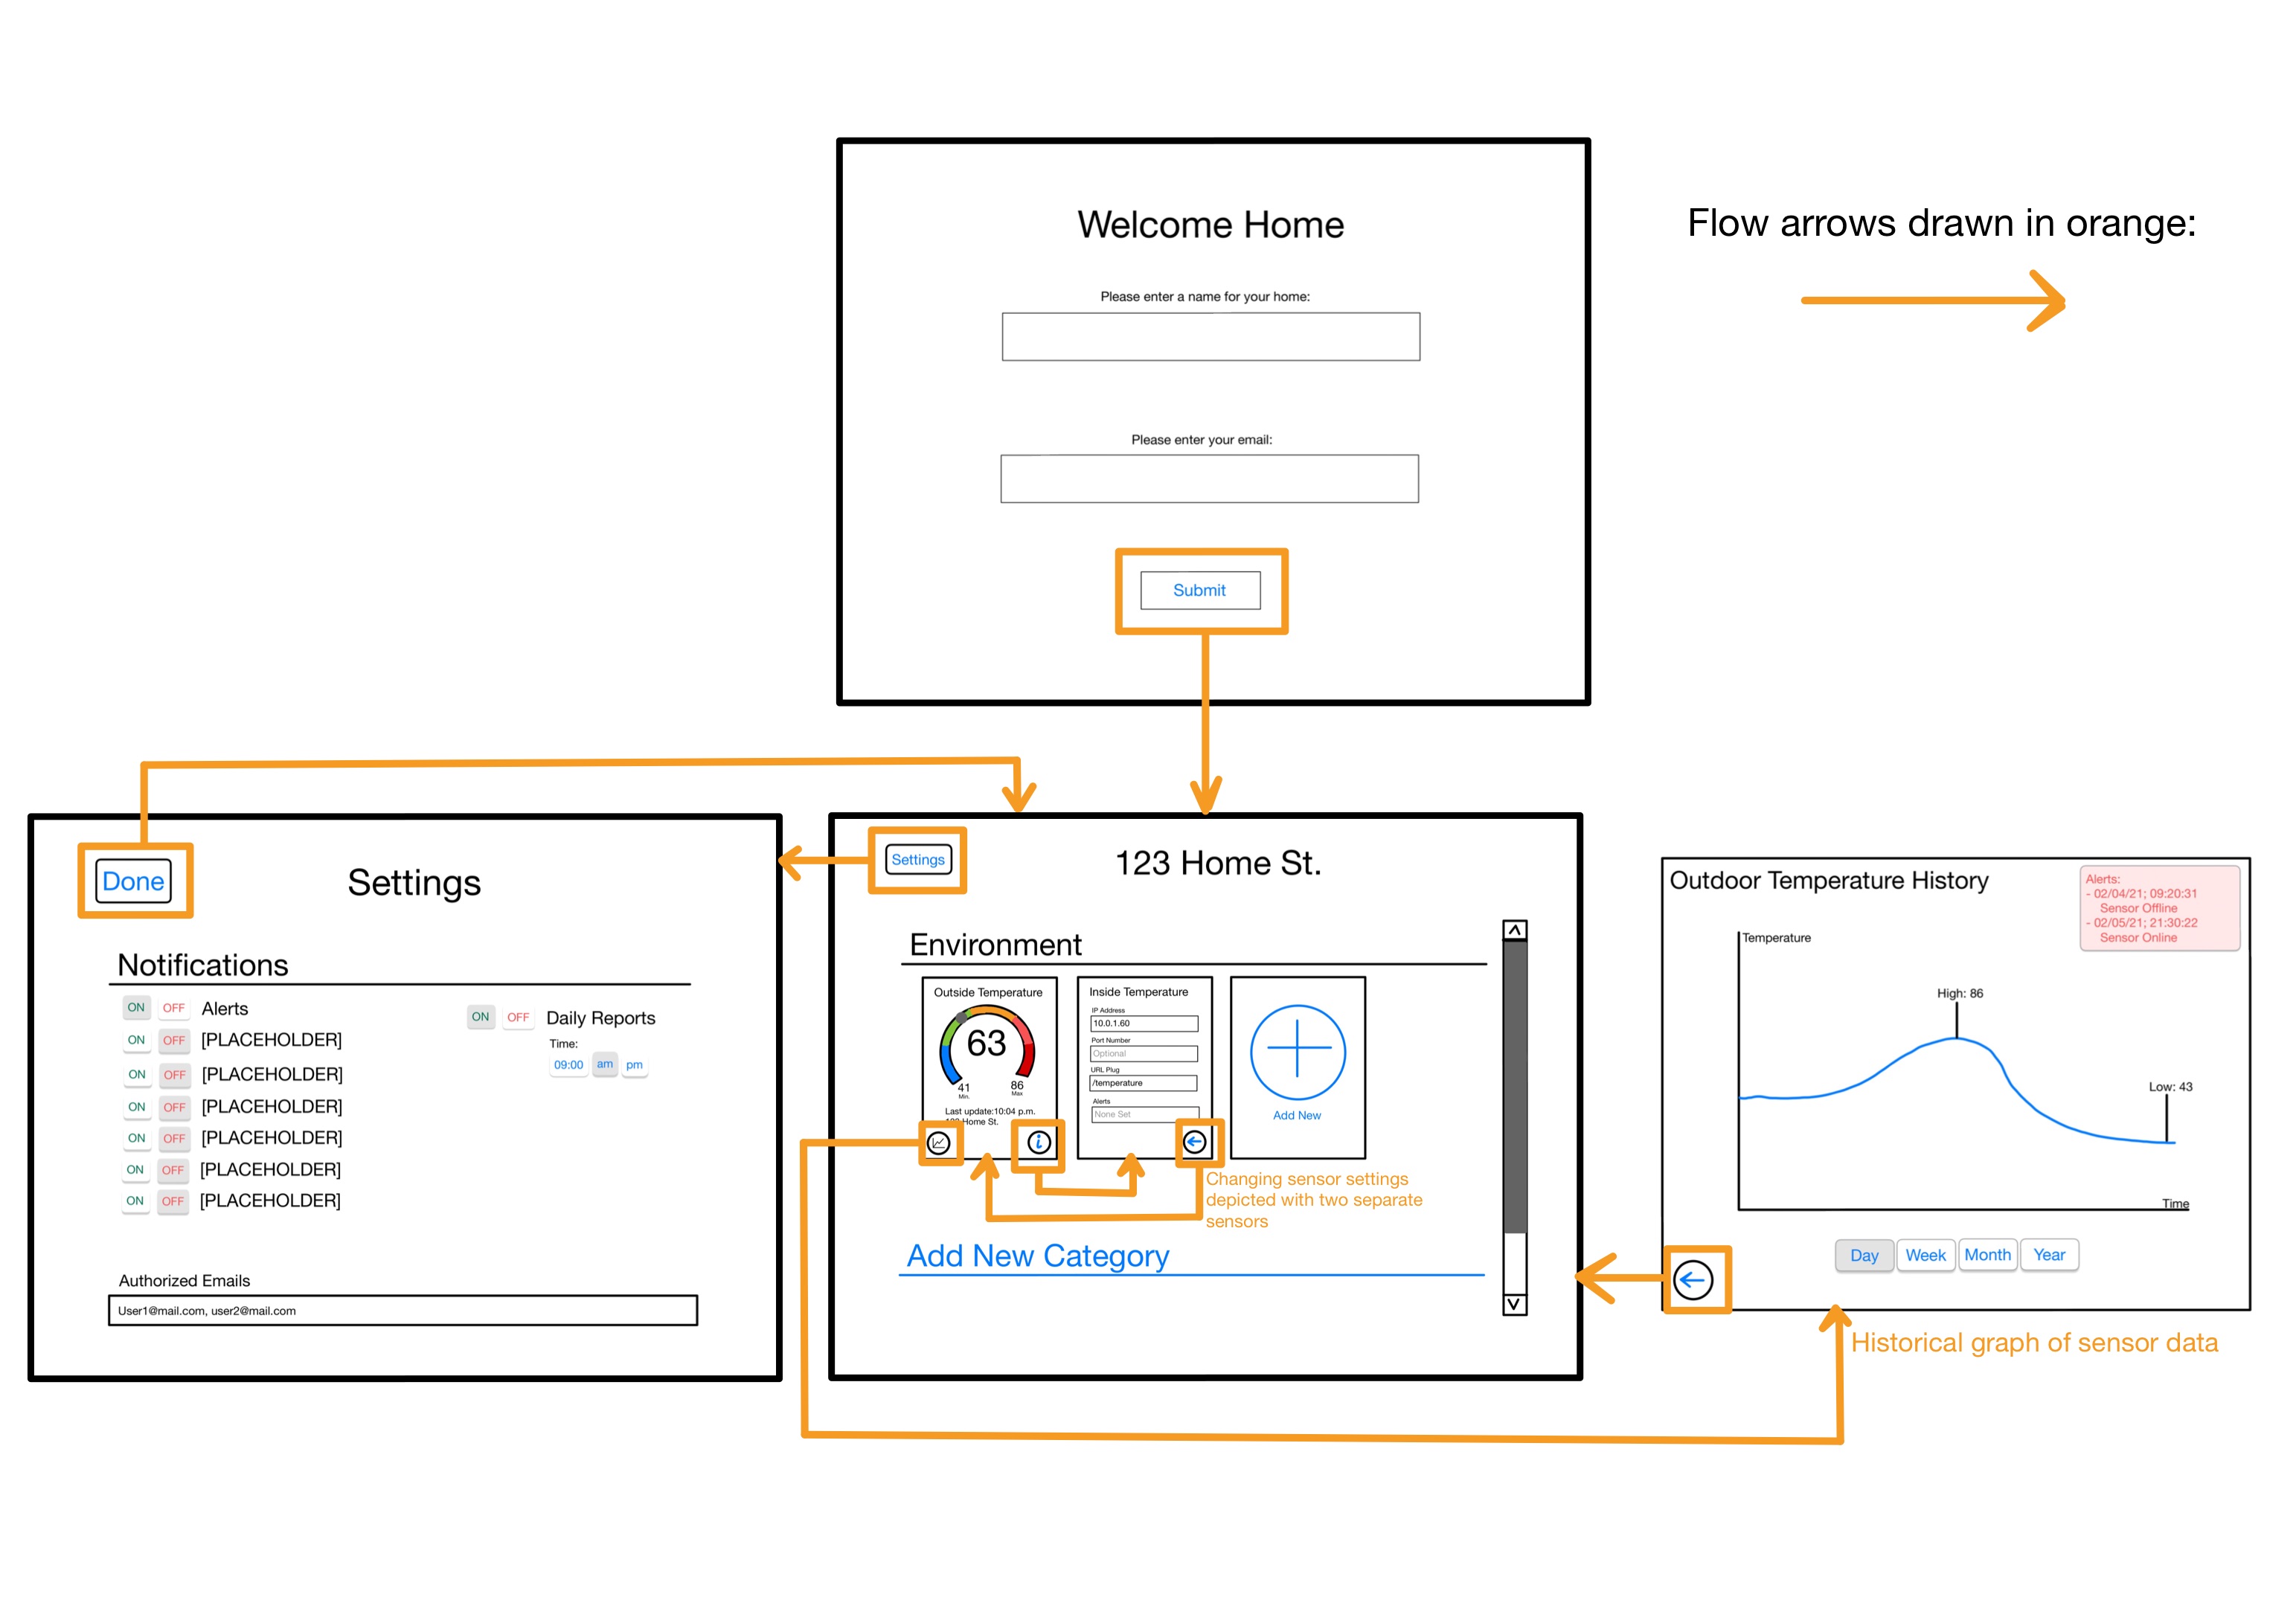 Welcome Home
Please enter a name for your home:
Please enter your email:
Submit
Flow arrows drawn in orange:
Done
Settings
Notifications
ON OFF Alerts
ON OFF [PLACEHOLDER]
ON OFF [PLACEHOLDER]
ON OFF [PLACEHOLDER]
ON OFF [PLACEHOLDER]
ON OFF [PLACEHOLDER]
ON OFF [PLACEHOLDER]
ON OFF Daily Reports
Time:
09:00 am pm
Authorized Emails
User1@mail.com, user2@mail.com
Settings
123 Home St.
Environment
Outside Temperature
63
41 86
Min. Max
Last update:10:04 p.m.
Home St.
i
Inside Temperature
IP Address
10.0.1.60
Port Number
Optional
URL Plug
/temperature
Alerts
None Set
Add New
Changing sensor settings
depicted with two separate
sensors
Add New Category
Outdoor Temperature History
Alerts:
- 02/04/21; 09:20:31
Sensor Offline
- 02/05/21; 21:30:22
Sensor Online
Temperature
High: 86
Low: 43
Time
Day Week Month Year
Historical graph of sensor data